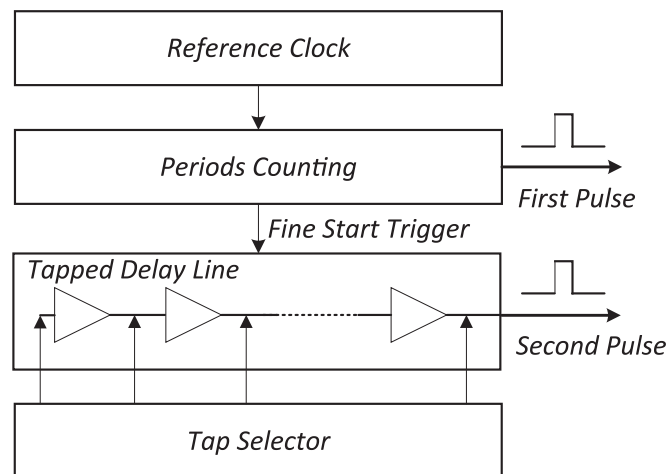 Reference Clock
Periods Counting
First Pulse
Fine Start Trigger
Tapped Delay Line
Second Pulse
Tap Selector